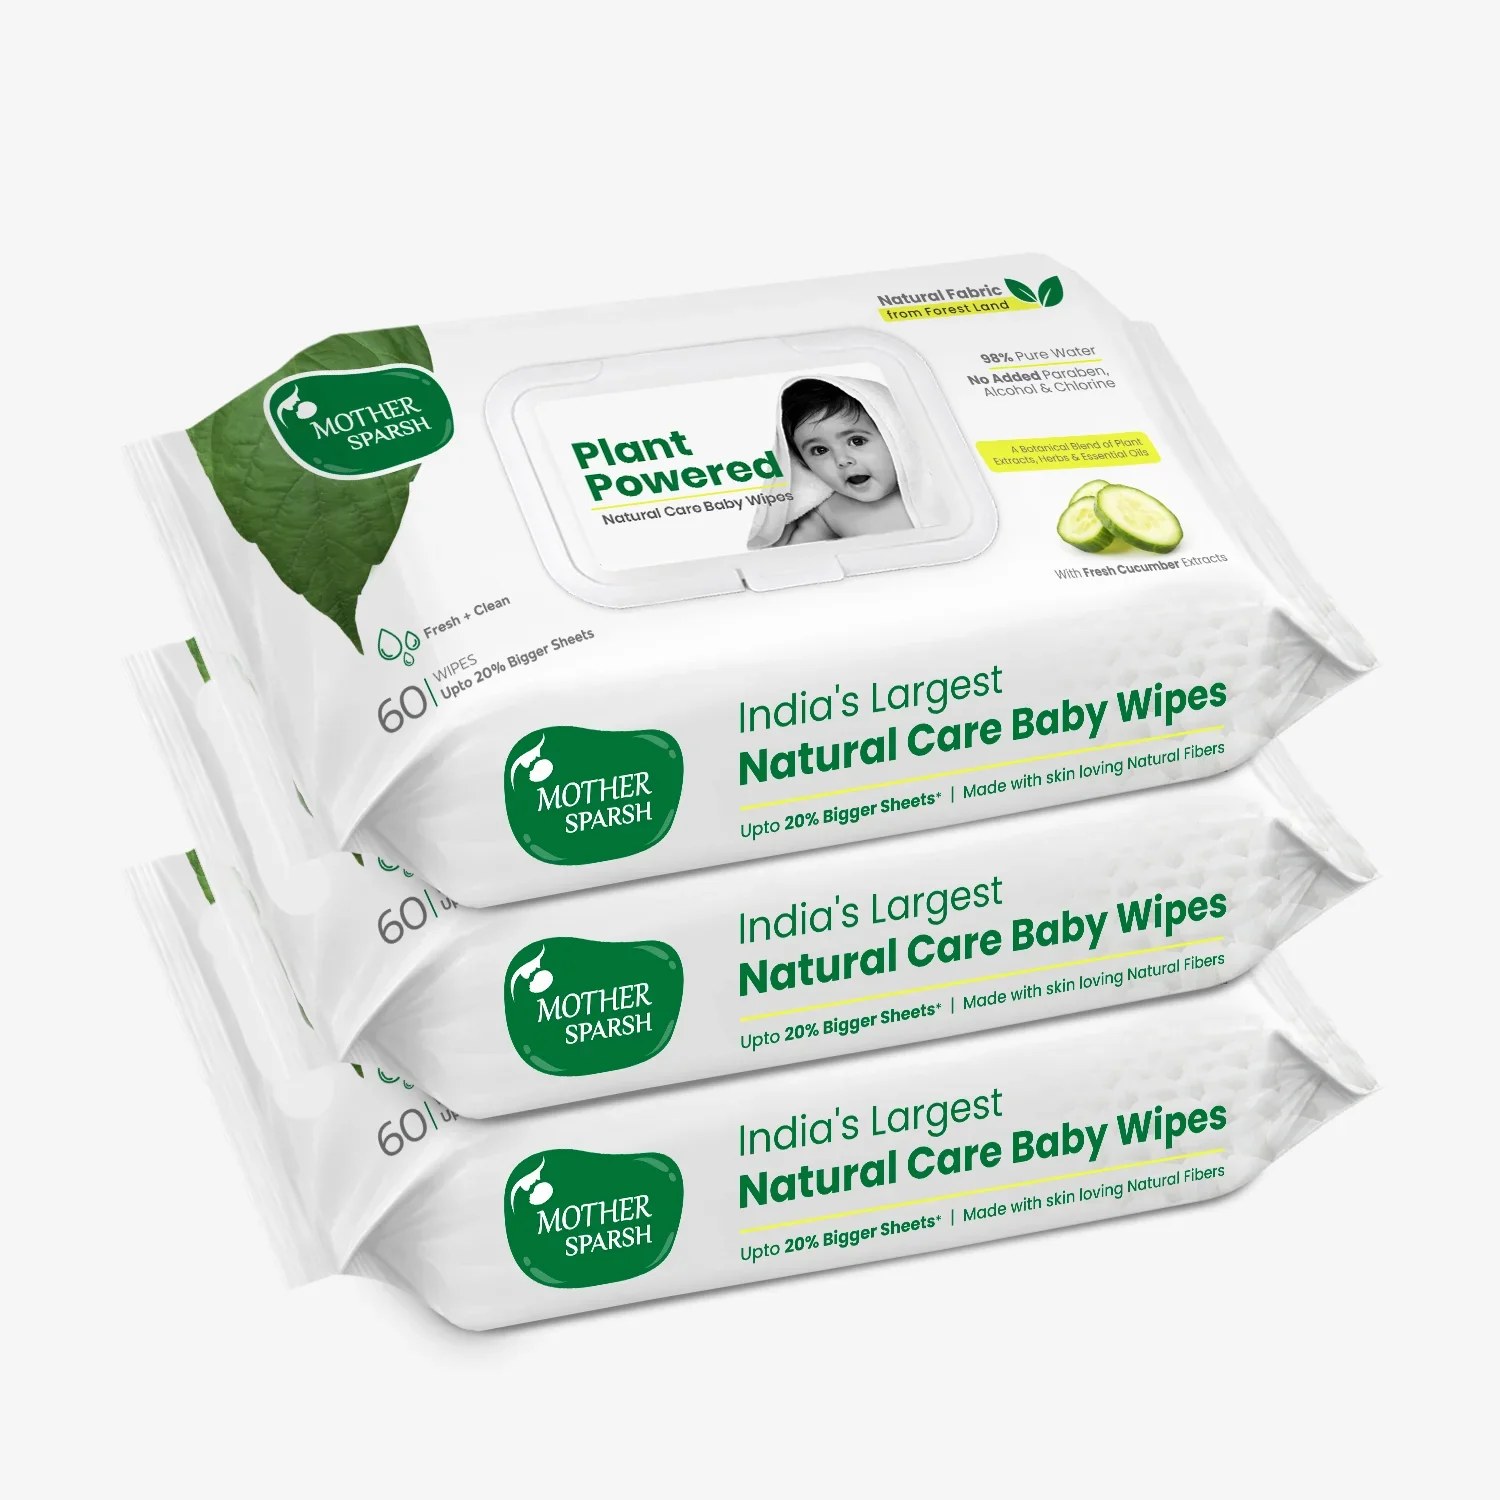 Natural Fabric
from Forest Land
98% Pure Water
No Added Paraben,
Alcohol & Chlorine
A Botanical Blend of Plant
Extracts, Herbs & Essential Oils
With Fresh Cucumber Extracts
MOTHER
SPARSH
Plant
Powered
Natural Care Baby Wipes
Fresh + Clean
60 WIPES
Upto 20% Bigger Sheets
MOTHER
SPARSH
India's Largest
Natural Care Baby Wipes
Upto 20% Bigger Sheets* | Made with skin loving Natural Fibers
60
MOTHER
SPARSH
India's Largest
Natural Care Baby Wipes
Upto 20% Bigger Sheets* | Made with skin loving Natural Fibers
60
MOTHER
SPARSH
India's Largest
Natural Care Baby Wipes
Upto 20% Bigger Sheets* | Made with skin loving Natural Fibers